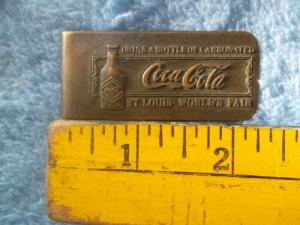 DRINK A BOTTLE OF CARBONATED
Coca-Cola
ST LOUIS WORLD'S FAIR
1
2